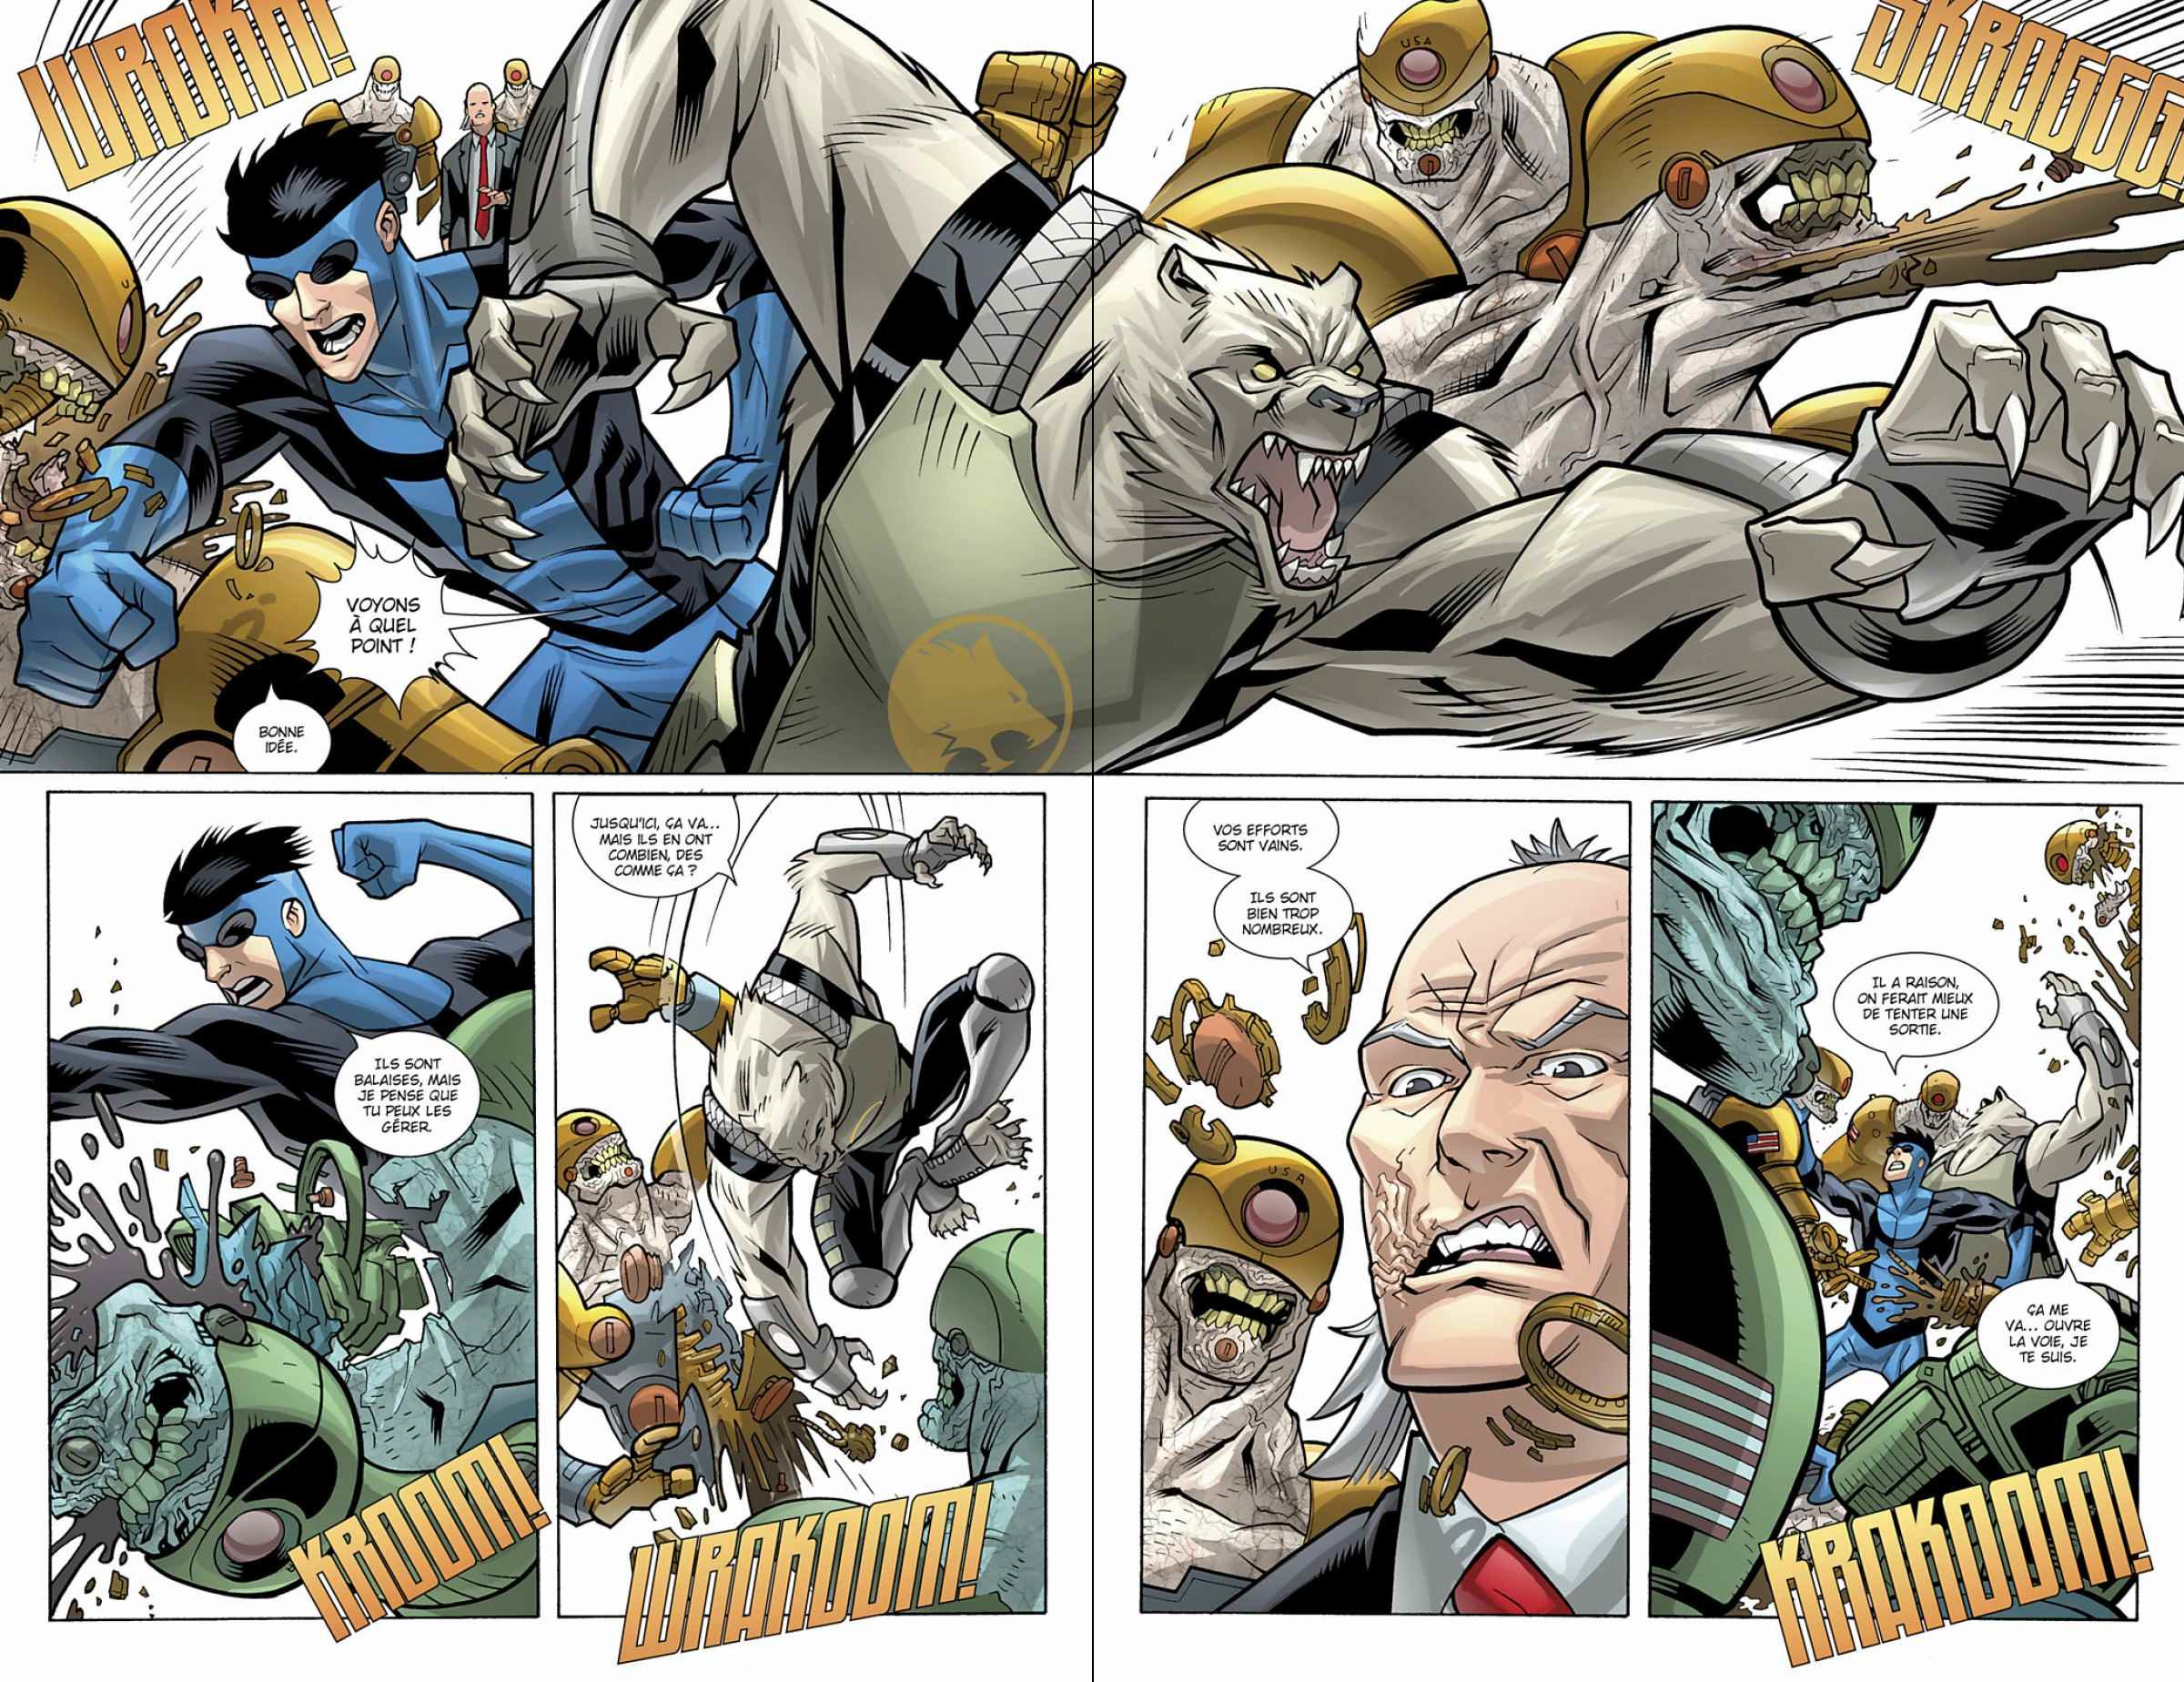 WROKM!
SKRAGGG!
USA
VOYONS
À QUEL
POINT !
BONNE
IDÉE.
ILS SONT
BALAISES, MAIS
JE PENSE QUE
TU PEUX LES
GÉRER.
KROOM!
JUSQU'ICI, ÇA VA...
MAIS ILS EN ONT
COMBIEN, DES
COMME ÇA ?
WRAKOOM!
VOS EFFORTS
SONT VAINS.
ILS SONT
BIEN TROP
NOMBREUX.
USA
IL A RAISON,
ON FERAIT MIEUX
DE TENTER UNE
SORTIE.
ÇA ME
VA... OUVRE
LA VOIE, JE
TE SUIS.
KRAKOOM!